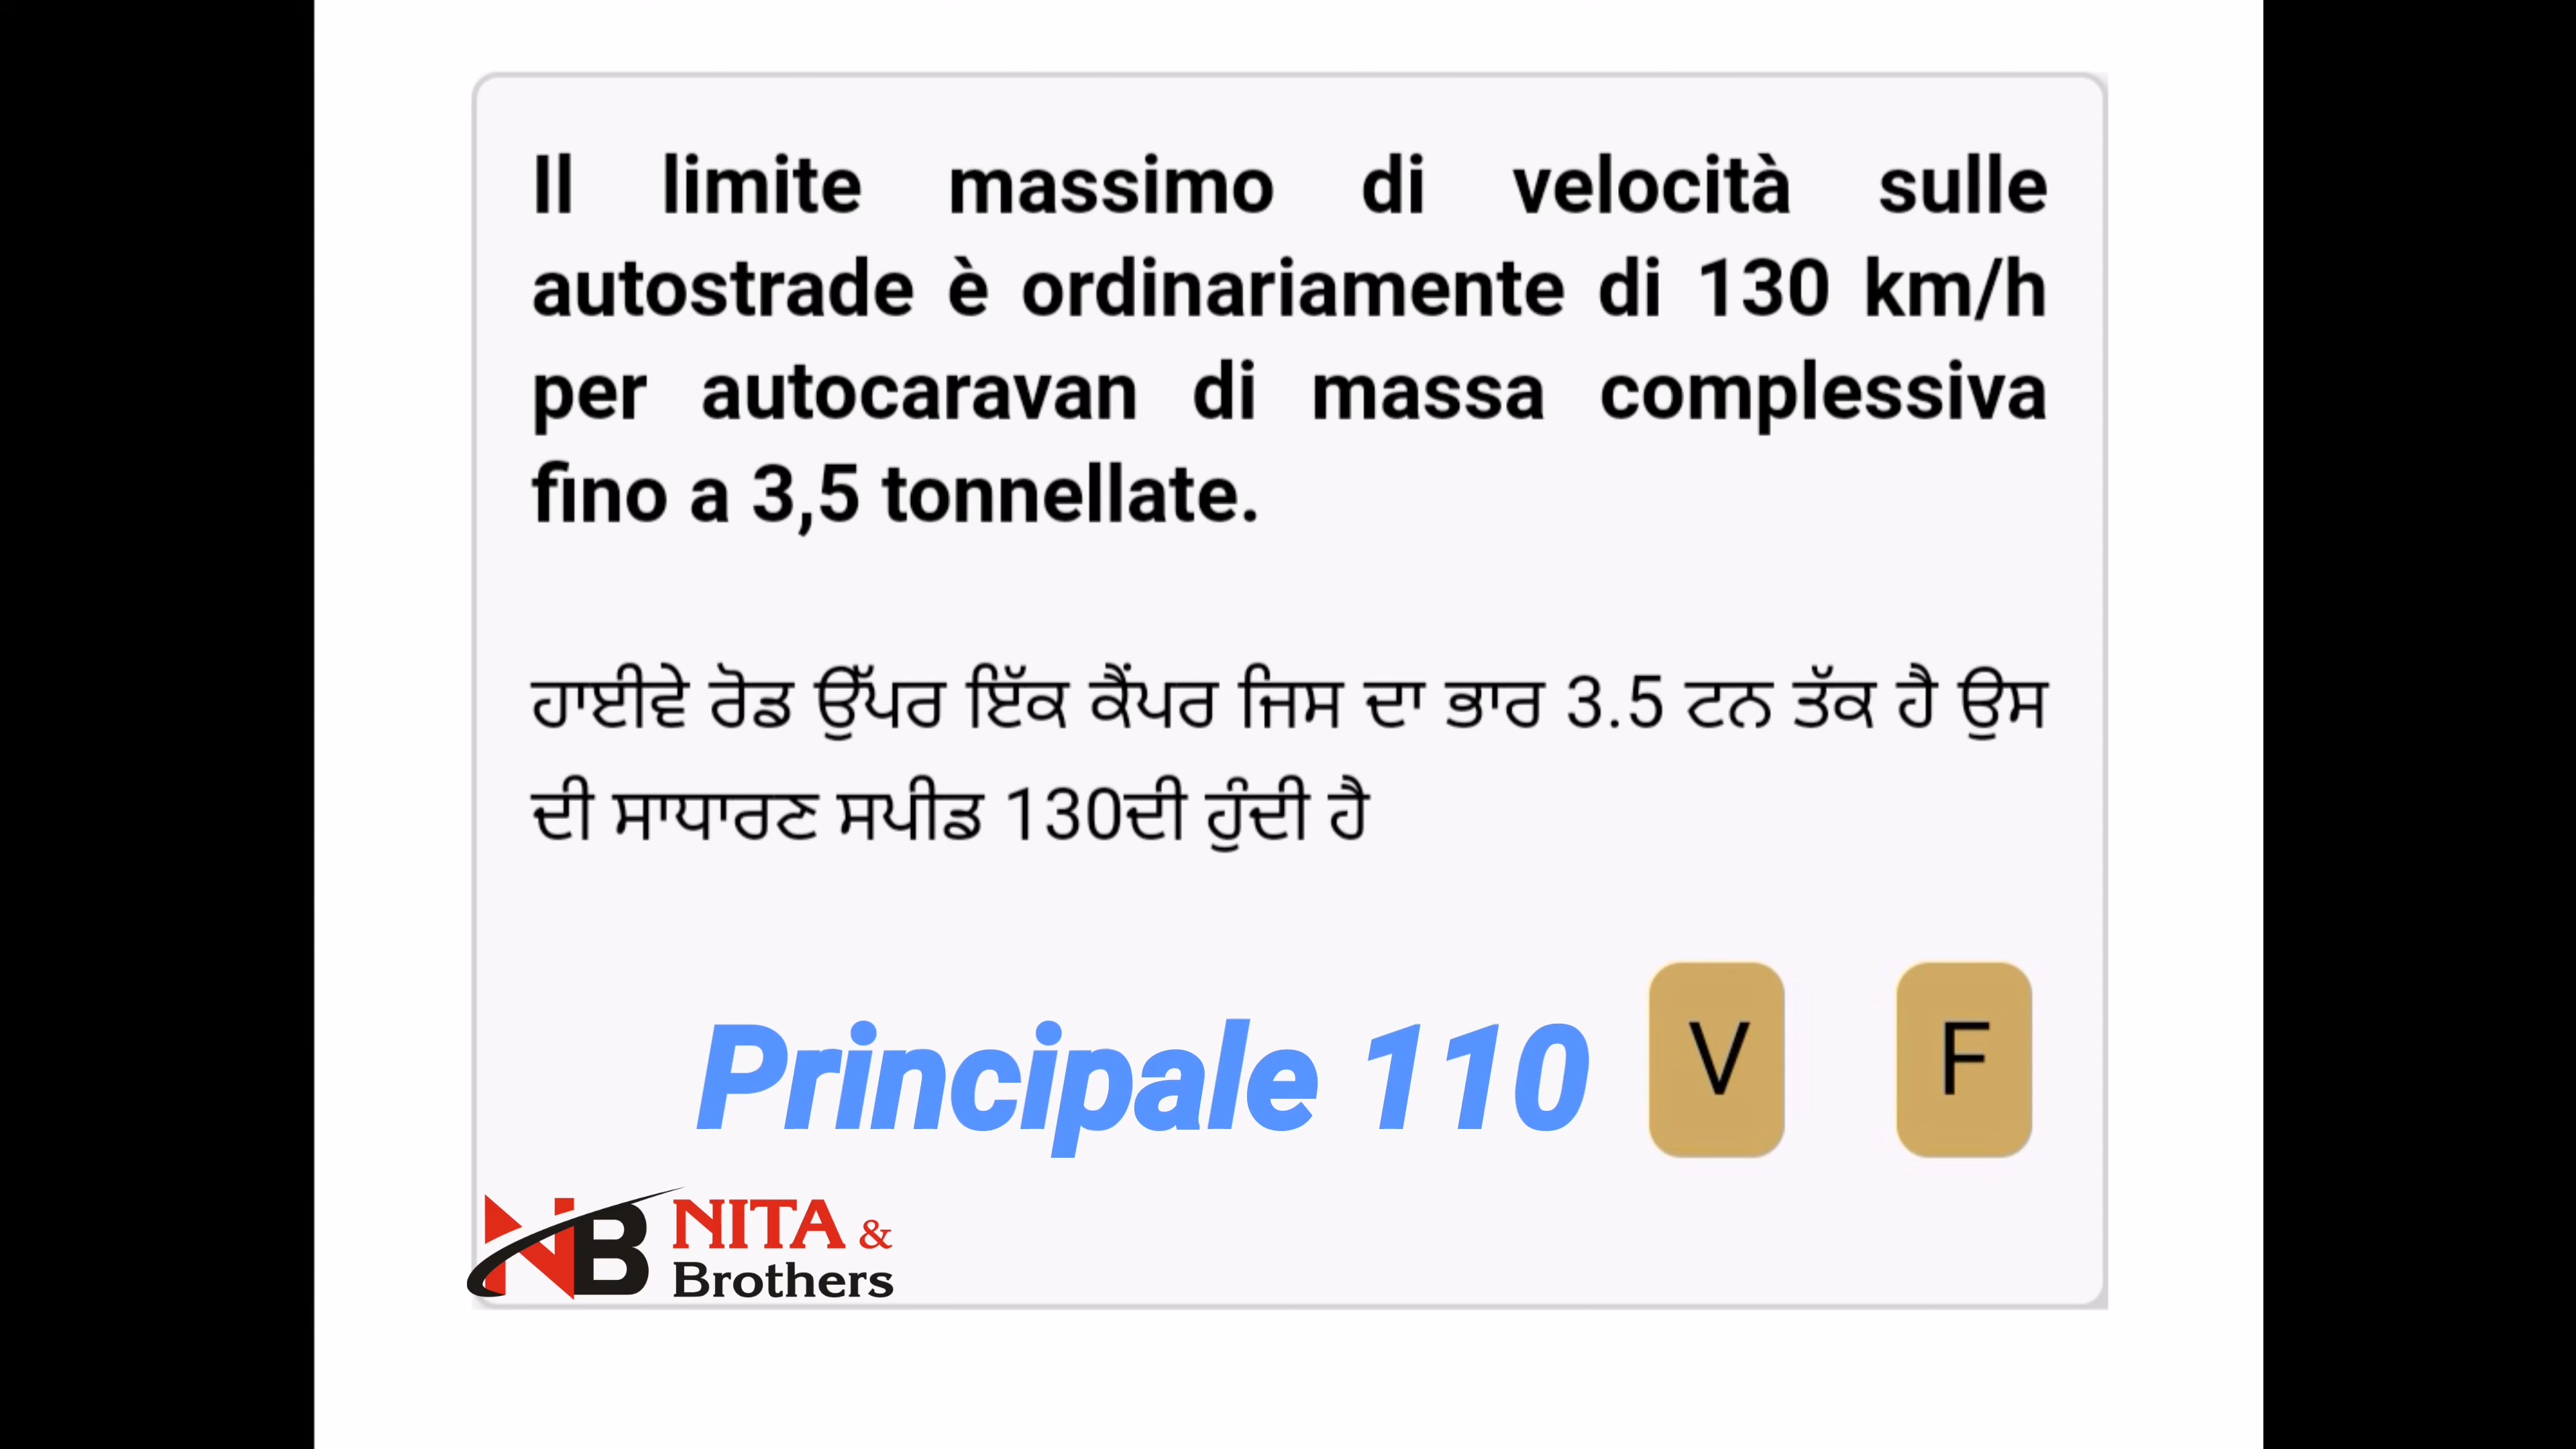 Il limite massimo di velocità sulle
autostrade è ordinariamente di 130 km/h
per autocaravan di massa complessiva
fino a 3,5 tonnellate.
ਹਾਈਵੇ ਰੋਡ ਉੱਪਰ ਇੱਕ ਕੈਂਪਰ ਜਿਸ ਦਾ ਭਾਰ 3.5 ਟਨ ਤੱਕ ਹੈ ਉਸ
ਦੀ ਸਾਧਾਰਣ ਸਪੀਡ 130ਦੀ ਹੁੰਦੀ ਹੈ
Principale 110 V F
NB NITA &
Brothers